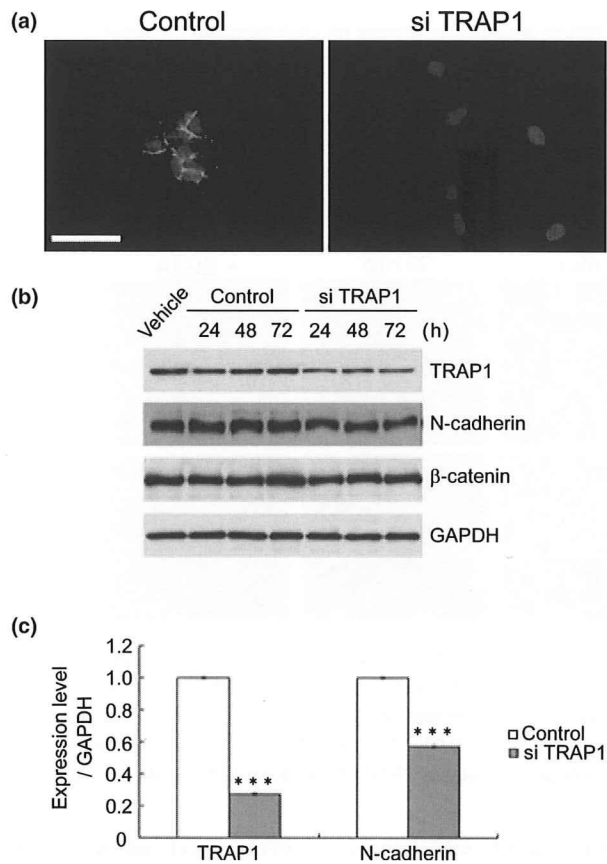 (a)
Control
si TRAP1
(b)
Vehicle
Control
si TRAP1
24 48 72 24 48 72 (h)
TRAP1
N-cadherin
β-catenin
GAPDH
(c)
Expression level
/ GAPDH
1.2
1.0
0.8
0.6
0.4
0.2
0
***
***
TRAP1
N-cadherin
Control
si TRAP1